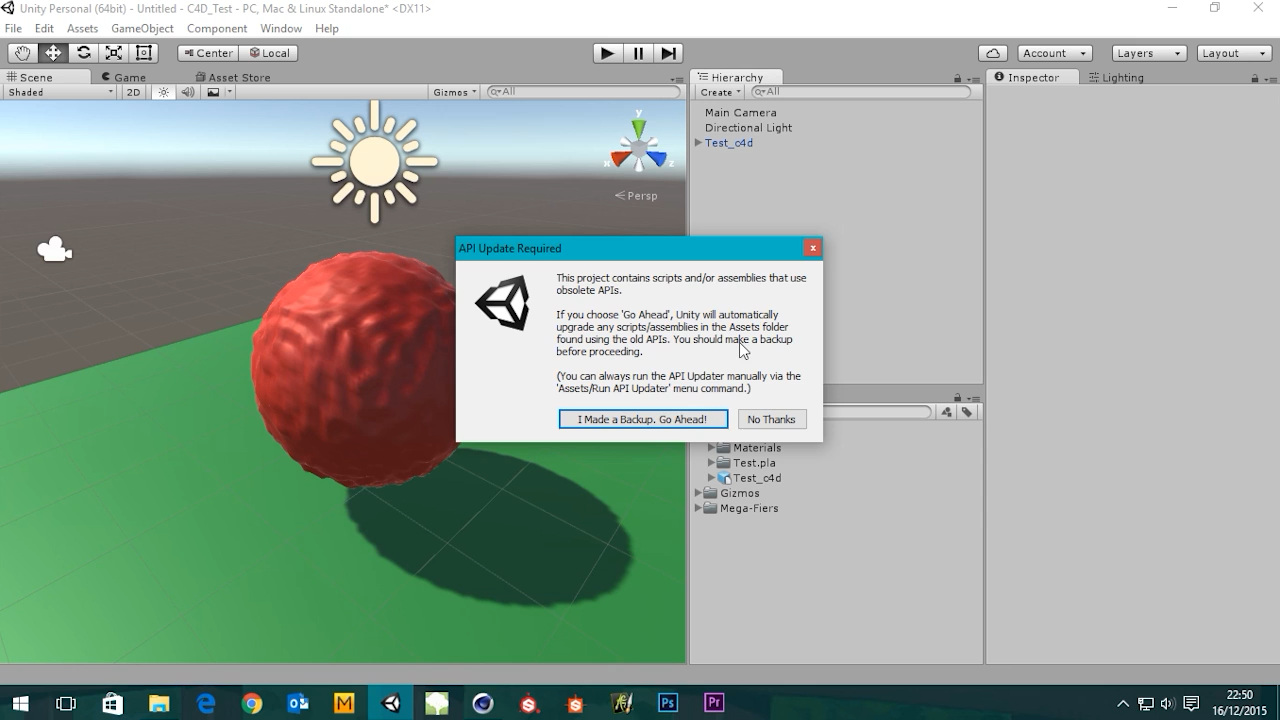 Unity Personal (64bit) - Untitled - C4D_Test - PC, Mac & Linux Standalone* <DX11>
File Edit Assets GameObject Component Window Help
Center Local Account Layers Layout
Scene Game Asset Store Hierarchy Inspector Lighting
Shaded 2D Gizmos All Create All
Main Camera
Directional Light
Test_c4d
y
x z
Persp
API Update Required
x
This project contains scripts and/or assemblies that use
obsolete APIs.
If you choose 'Go Ahead', Unity will automatically
upgrade any scripts/assemblies in the Assets folder
found using the old APIs. You should make a backup
before proceeding.
(You can always run the API Updater manually via the
'Assets/Run API Updater' menu command.)
I Made a Backup. Go Ahead! No Thanks
Materials
Test.pla
Test_c4d
Gizmos
Mega-Fiers
M Ps Pr
22:50
16/12/2015